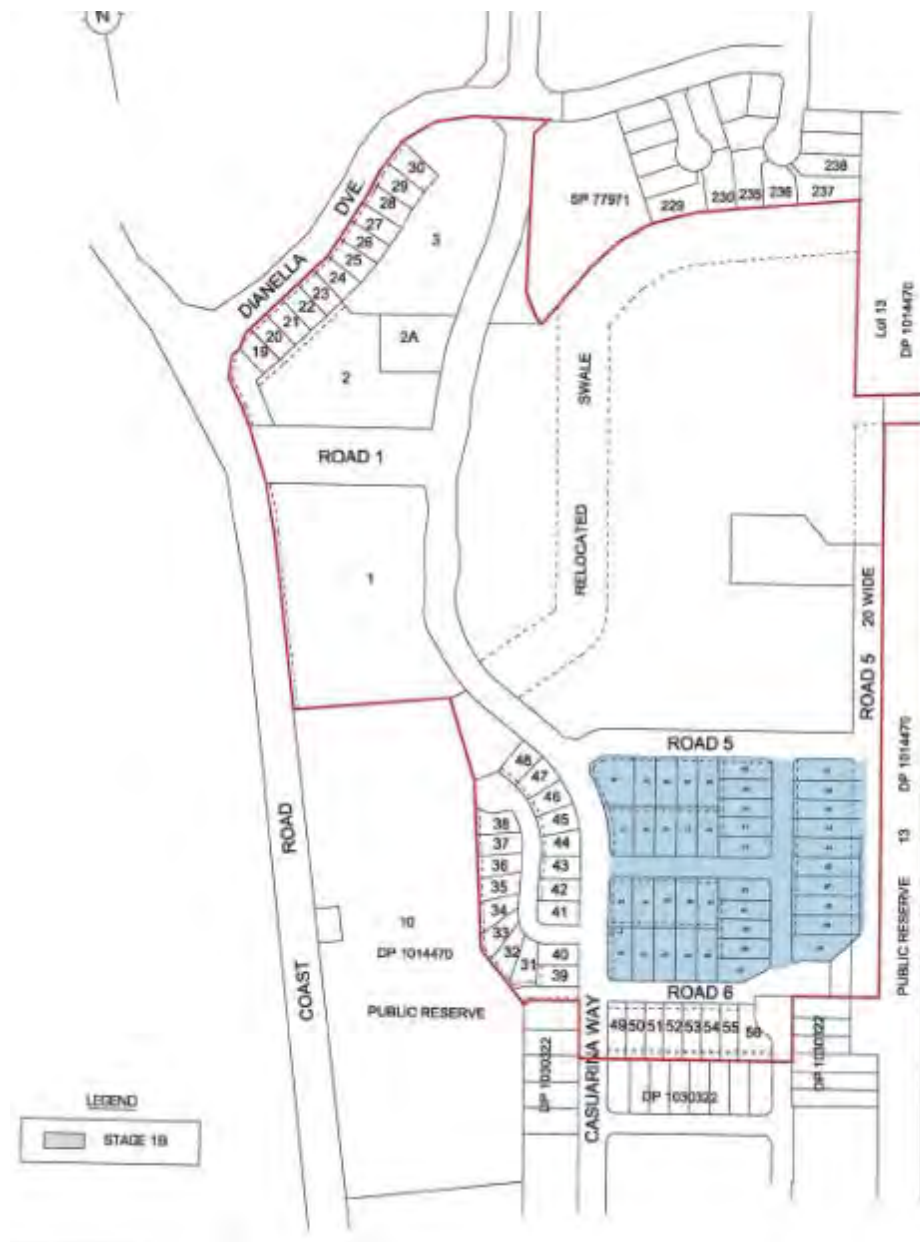 N
30
29
28
27
26
25
24
23
22
21
20
19
DIANELLA DVE.
3
2A
2
ROAD 1
1
SP 77971
229
230
235
236
237
238
Lot 13
DP 1014470
RELOCATED SWALE
ROAD 5 20 WIDE
ROAD 5
48
47
46
45
44
43
42
41
40
39
38
37
36
35
34
33
32
31
COAST ROAD
10
DP 1014470
PUBLIC RESERVE
PUBLIC RESERVE 13 DP 1014470
ROAD 6
49 50 51 52 53 54 55 56
CASUARINA WAY
DP 1030322
DP 1030322
DP 1030322
LEGEND
STAGE 1B